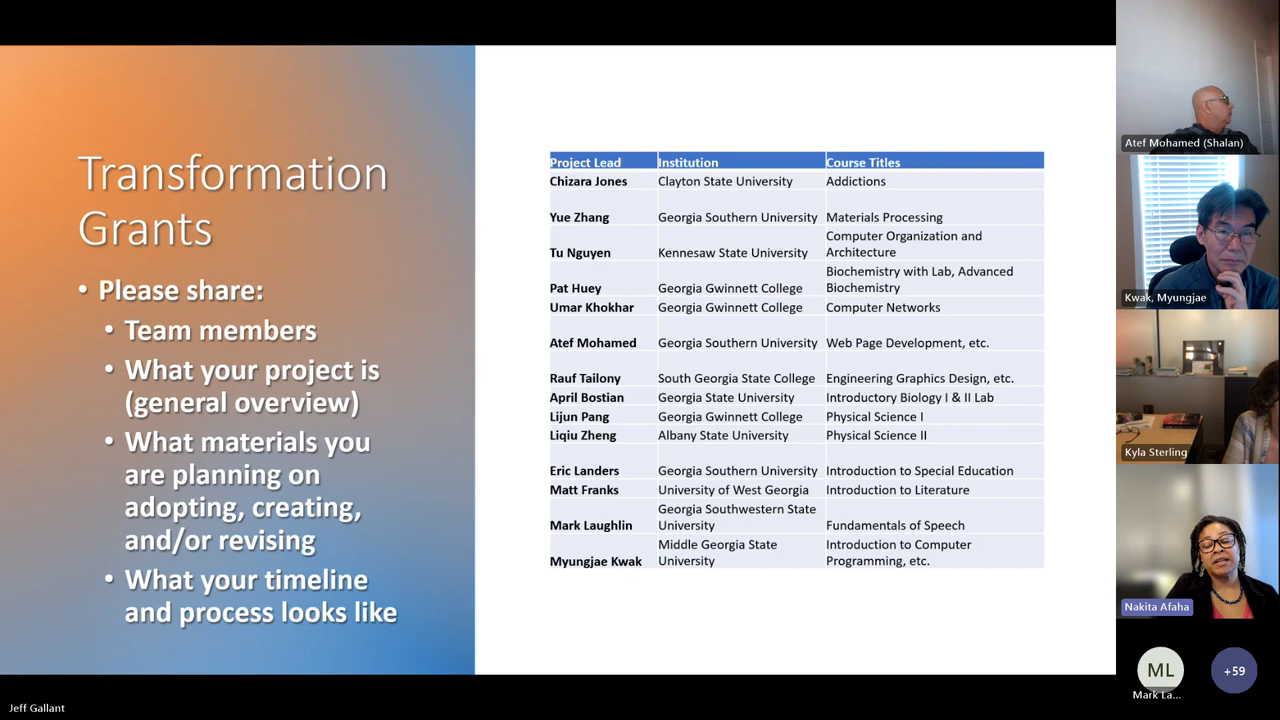 Transformation
Grants
• Please share:
• Team members
• What your project is
(general overview)
• What materials you
are planning on
adopting, creating,
and/or revising
• What your timeline
and process looks like
Project Lead Institution Course Titles
Chizara Jones Clayton State University Addictions
Yue Zhang Georgia Southern University Materials Processing
Tu Nguyen Kennesaw State University Computer Organization and
Architecture
Pat Huey Georgia Gwinnett College Biochemistry with Lab, Advanced
Biochemistry
Umar Khokhar Georgia Gwinnett College Computer Networks
Atef Mohamed Georgia Southern University Web Page Development, etc.
Rauf Tailony South Georgia State College Engineering Graphics Design, etc.
April Bostian Georgia State University Introductory Biology I & II Lab
Lijun Pang Georgia Gwinnett College Physical Science I
Liqiu Zheng Albany State University Physical Science II
Eric Landers Georgia Southern University Introduction to Special Education
Matt Franks University of West Georgia Introduction to Literature
Mark Laughlin Georgia Southwestern State
University Fundamentals of Speech
Myungjae Kwak Middle Georgia State
University Introduction to Computer
Programming, etc.
Atef Mohamed (Shalan)
Kwak, Myungjae
Kyla Sterling
Nakita Afaha
ML
Mark La...
+59
Jeff Gallant